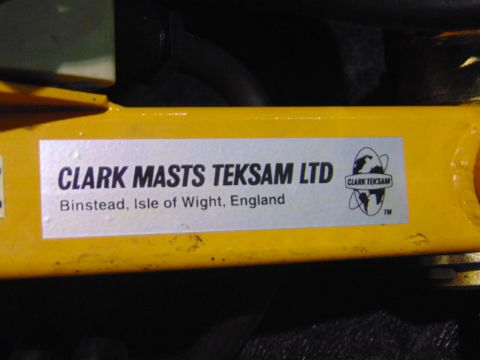 CLARK MASTS TEKSAM LTD
Binstead, Isle of Wight, England
CLARK TEKSAM
TM